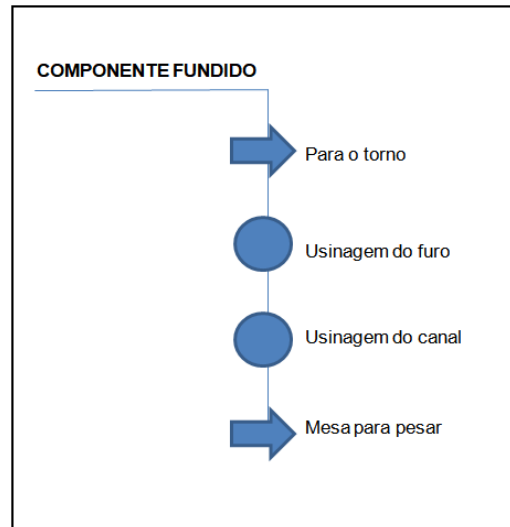 COMPONENTE FUNDIDO
Para o torno
Usinagem do furo
Usinagem do canal
Mesa para pesar